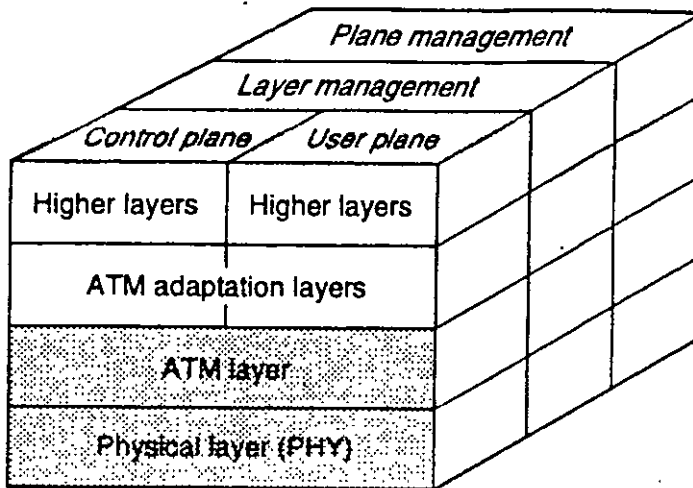 Plane management
Layer management
Control plane User plane
Higher layers Higher layers
ATM adaptation layers
ATM layer
Physical layer (PHY)